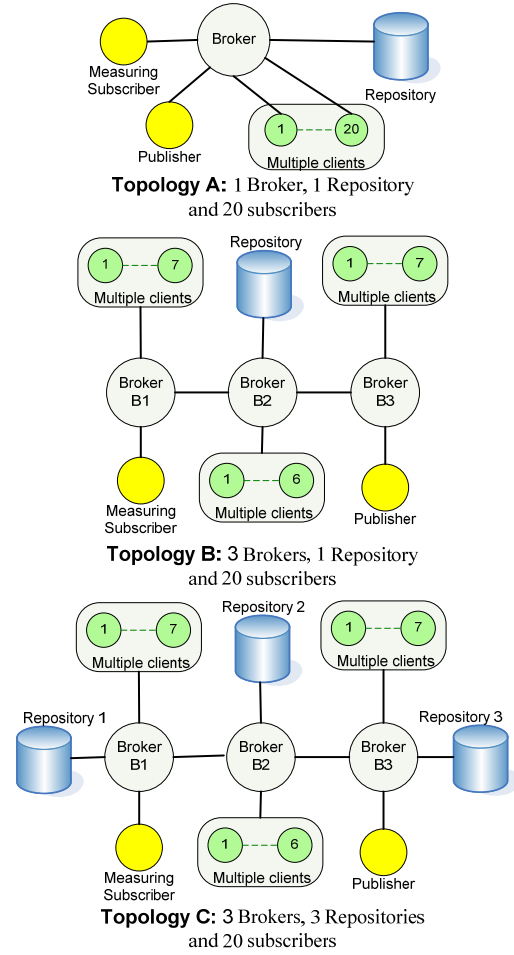 Broker
Measuring
Subscriber
Repository
Publisher
1
20
Multiple clients
Topology A: 1 Broker, 1 Repository
and 20 subscribers
Repository
1
7
Multiple clients
1
7
Multiple clients
Broker
B1
Broker
B2
Broker
B3
1
6
Multiple clients
Measuring
Subscriber
Publisher
Topology B: 3 Brokers, 1 Repository
and 20 subscribers
Repository 2
1
7
Multiple clients
1
7
Multiple clients
Repository 1
Repository 3
Broker
B1
Broker
B2
Broker
B3
1
6
Multiple clients
Measuring
Subscriber
Publisher
Topology C: 3 Brokers, 3 Repositories
and 20 subscribers